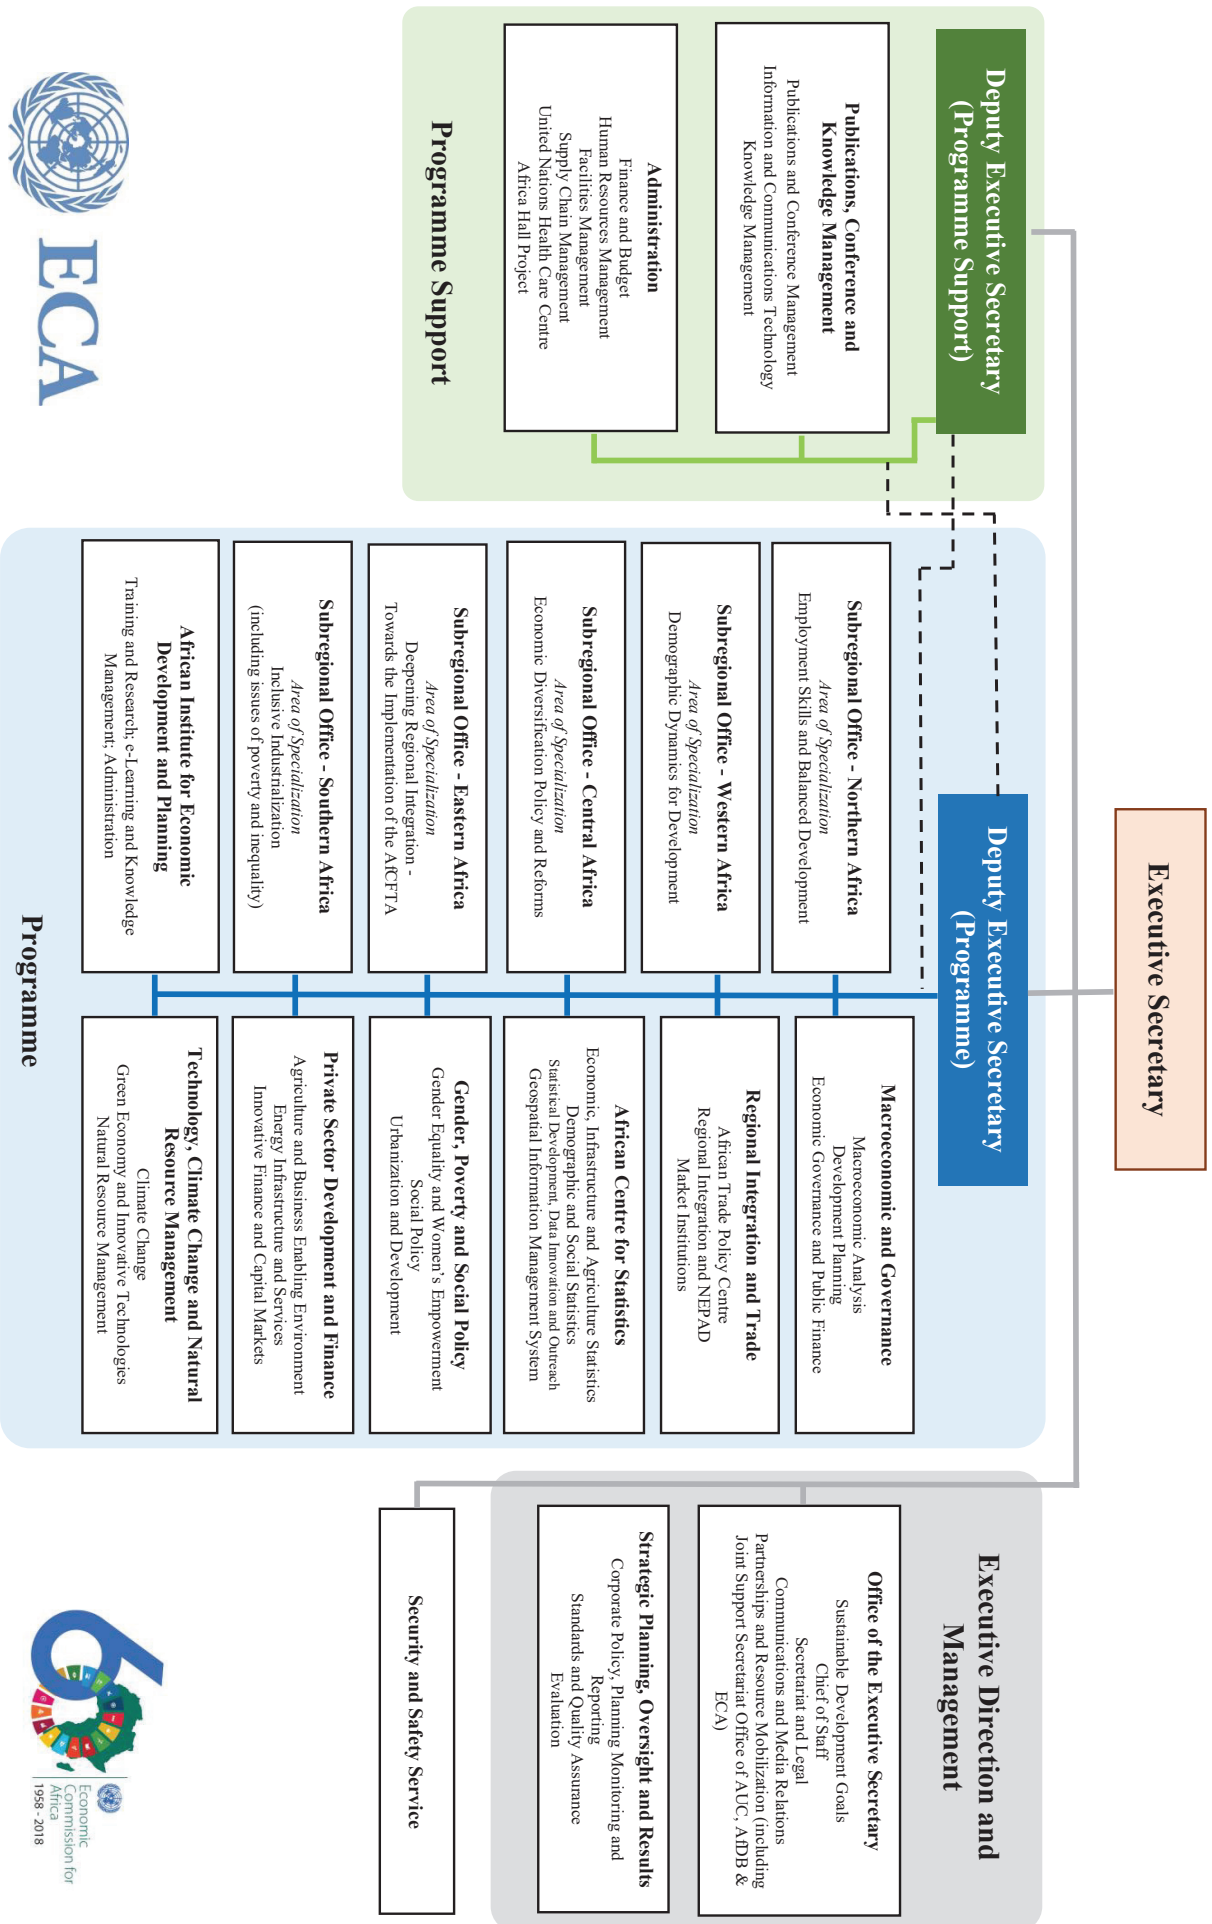 Executive Secretary
Deputy Executive Secretary
(Programme Support)
Publications, Conference and
Knowledge Management
Publications and Conference Management
Information and Communications Technology
Knowledge Management
Administration
Finance and Budget
Human Resources Management
Facilities Management
Supply Chain Management
United Nations Health Care Centre
Africa Hall Project
Programme Support
Deputy Executive Secretary
(Programme)
Subregional Office - Northern Africa
Area of Specialization
Employment Skills and Balanced Development
Subregional Office - Western Africa
Area of Specialization
Demographic Dynamics for Development
Subregional Office - Central Africa
Area of Specialization
Economic Diversification Policy and Reforms
Subregional Office - Eastern Africa
Area of Specialization
Deepening Regional Integration -
Towards the Implementation of the AfCFTA
Subregional Office - Southern Africa
Area of Specialization
Inclusive Industrialization
(including issues of poverty and inequality)
African Institute for Economic
Development and Planning
Training and Research; e-Learning and Knowledge
Management; Administration
Macroeconomic and Governance
Macroeconomic Analysis
Development Planning
Economic Governance and Public Finance
Regional Integration and Trade
African Trade Policy Centre
Regional Integration and NEPAD
Market Institutions
African Centre for Statistics
Economic, Infrastructure and Agriculture Statistics
Demographic and Social Statistics
Statistical Development, Data Innovation and Outreach
Geospatial Information Management System
Gender, Poverty and Social Policy
Gender Equality and Women's Empowerment
Social Policy
Urbanization and Development
Private Sector Development and Finance
Agriculture and Business Enabling Environment
Energy Infrastructure and Services
Innovative Finance and Capital Markets
Technology, Climate Change and Natural
Resource Management
Climate Change
Green Economy and Innovative Technologies
Natural Resource Management
Programme
Executive Direction and
Management
Office of the Executive Secretary
Sustainable Development Goals
Chief of Staff
Secretariat and Legal
Communications and Media Relations
Partnerships and Resource Mobilization (including
Joint Support Secretariat Office of AUC, AfDB &
ECA)
Strategic Planning, Oversight and Results
Corporate Policy, Planning Monitoring and
Reporting
Standards and Quality Assurance
Evaluation
Security and Safety Service
ECA
60
Economic
Commission for
Africa
1958 - 2018